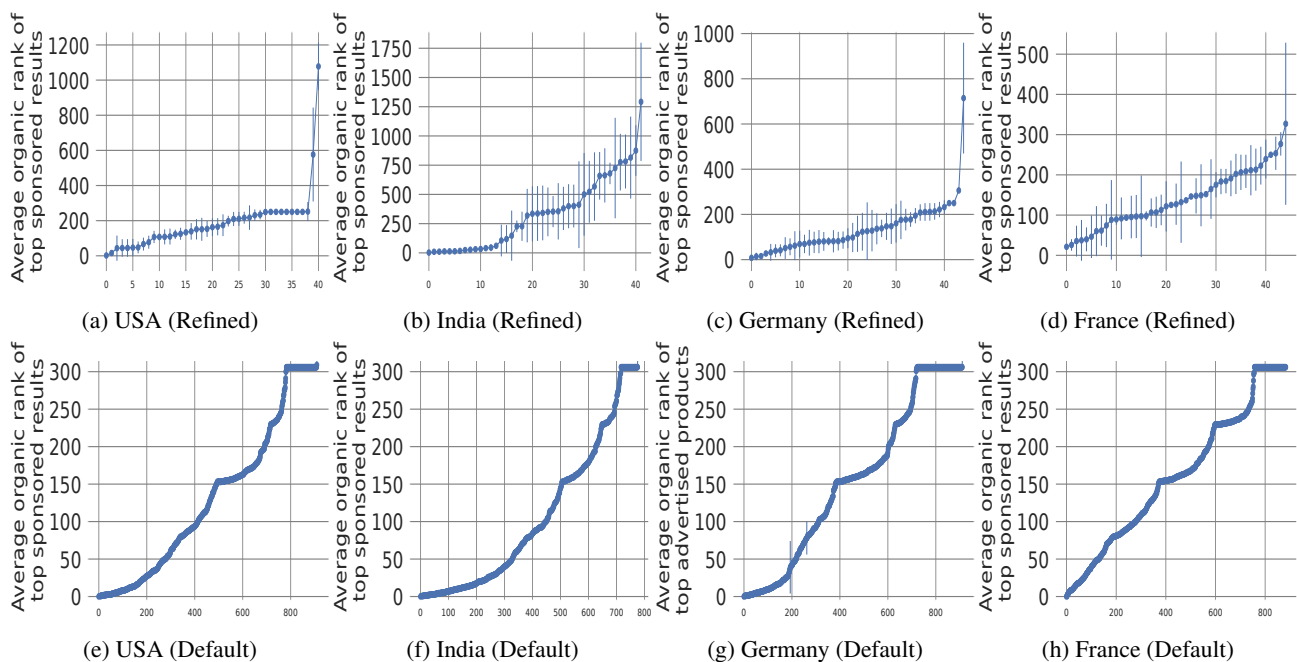 Average organic rank of
top sponsored results
1200
1000
800
600
400
200
0
0 5 10 15 20 25 30 35 40
(a) USA (Refined)
Average organic rank of
top sponsored results
1750
1500
1250
1000
750
500
250
0
0 10 20 30 40
(b) India (Refined)
Average organic rank of
top sponsored results
1000
800
600
400
200
0
0 10 20 30 40
(c) Germany (Refined)
Average organic rank of
top sponsored results
500
400
300
200
100
0
0 10 20 30 40
(d) France (Refined)
Average organic rank of
top sponsored results
300
250
200
150
100
50
0
0 200 400 600 800
(e) USA (Default)
Average organic rank of
top sponsored results
300
250
200
150
100
50
0
0 100 200 300 400 500 600 700 800
(f) India (Default)
Average organic rank of
top advertised products
300
250
200
150
100
50
0
0 200 400 600 800
(g) Germany (Default)
Average organic rank of
top sponsored results
300
250
200
150
100
50
0
0 200 400 600 800
(h) France (Default)